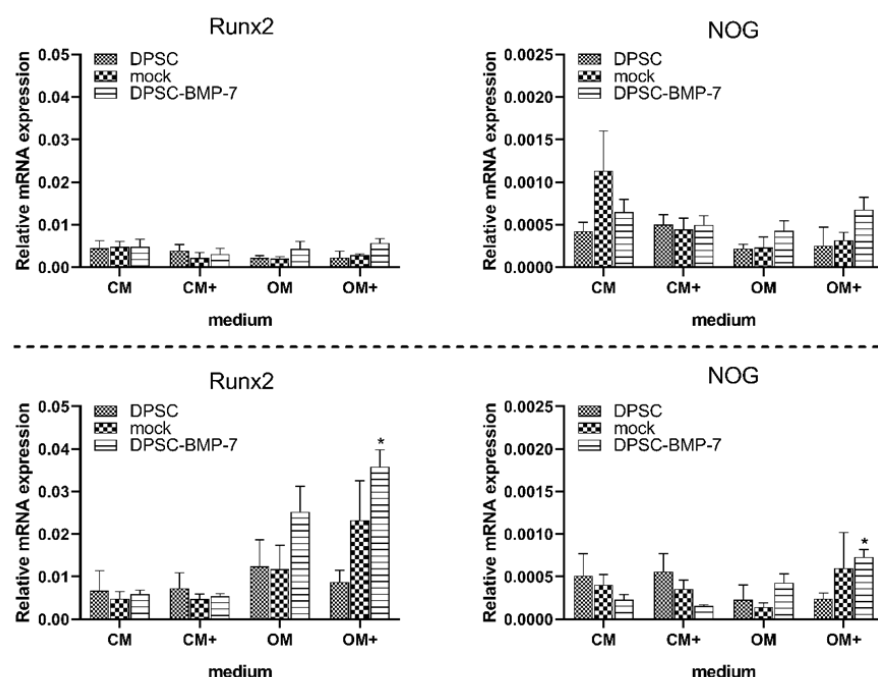 Runx2
Relative mRNA expression
0.05
0.04
0.03
0.02
0.01
0.00
DPSC
mock
DPSC-BMP-7
CM
CM+
OM
OM+
medium
NOG
Relative mRNA expression
0.0025
0.0020
0.0015
0.0010
0.0005
0.0000
DPSC
mock
DPSC-BMP-7
CM
CM+
OM
OM+
medium
Runx2
Relative mRNA expression
0.05
0.04
0.03
0.02
0.01
0.00
DPSC
mock
DPSC-BMP-7
*
CM
CM+
OM
OM+
medium
NOG
Relative mRNA expression
0.0025
0.0020
0.0015
0.0010
0.0005
0.0000
DPSC
mock
DPSC-BMP-7
*
CM
CM+
OM
OM+
medium